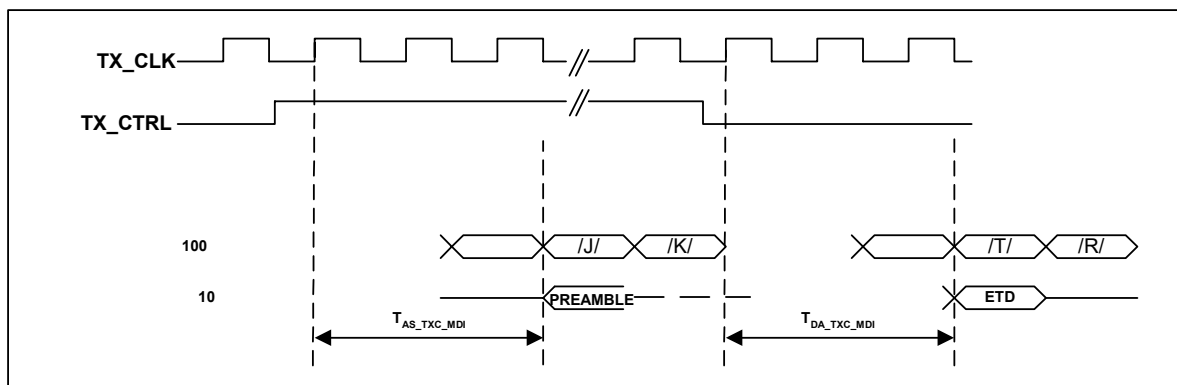 TX_CLK
TX_CTRL
100 /J/ /K/ /T/ /R/
10 PREAMBLE ETD
TAS_TXC_MDI TDA_TXC_MDI